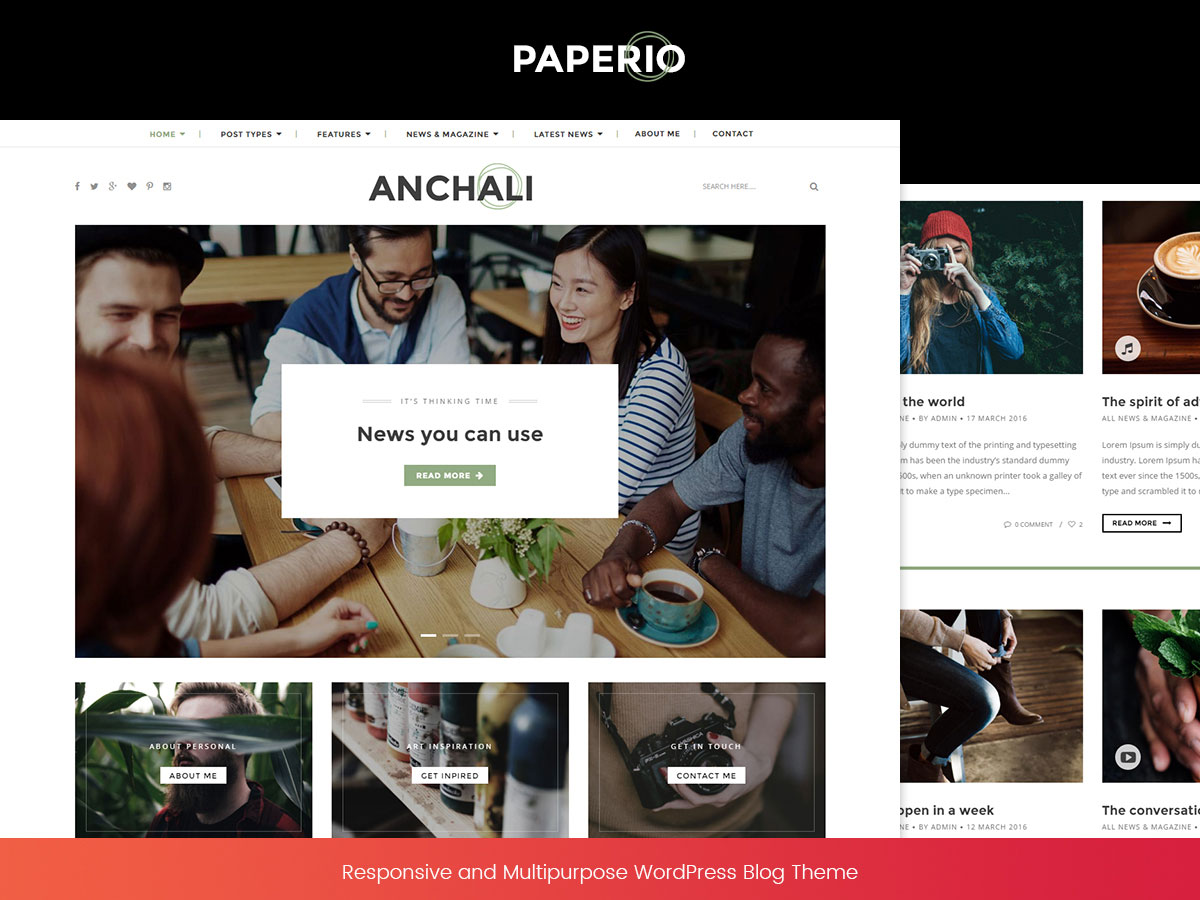 PAPERIO
HOME
POST TYPES
FEATURES
NEWS & MAGAZINE
LATEST NEWS
ABOUT ME
CONTACT
ANCHALI
SEARCH HERE....
IT'S THINKING TIME
News you can use
READ MORE
ABOUT PERSONAL
ABOUT ME
ART INSPIRATION
GET INPIRED
GET IN TOUCH
CONTACT ME
the world
NE • BY ADMIN • 17 MARCH 2016
ly dummy text of the printing and typesetting
m has been the industry's standard dummy
500s, when an unknown printer took a galley of
t to make a type specimen...
0 COMMENT / 2
The spirit of ad
ALL NEWS & MAGAZINE •
Lorem Ipsum is simply du
industry. Lorem Ipsum ha
text ever since the 1500s,
type and scrambled it to
READ MORE
open in a week
NE • BY ADMIN • 12 MARCH 2016
The conversatio
ALL NEWS & MAGAZINE •
Responsive and Multipurpose WordPress Blog Theme